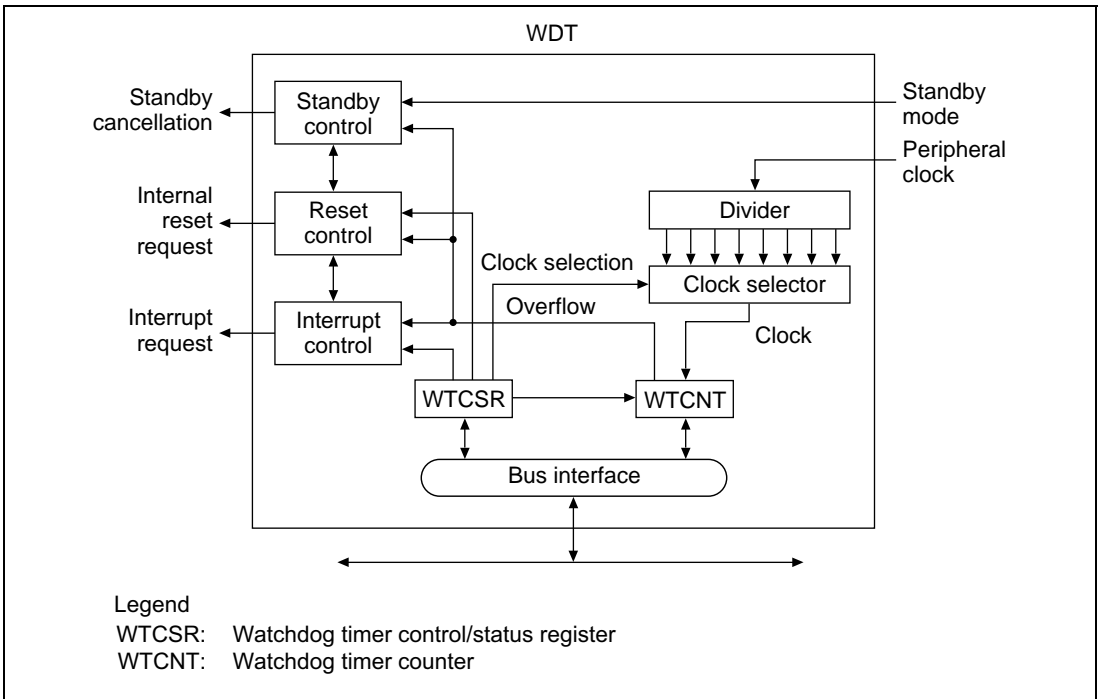 WDT
Standby
cancellation
Standby
control
Standby
mode
Peripheral
clock
Internal
reset
request
Reset
control
Divider
Clock selection
Clock selector
Interrupt
request
Interrupt
control
Overflow
Clock
WTCSR
WTCNT
Bus interface
Legend
WTCSR: Watchdog timer control/status register
WTCNT: Watchdog timer counter